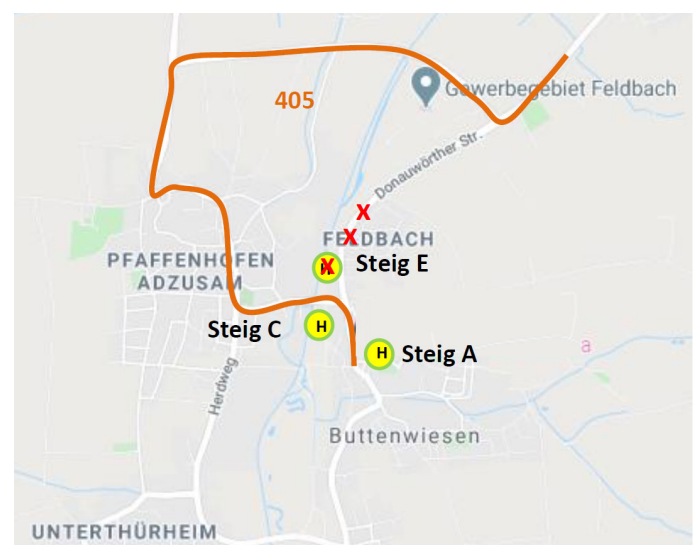 405
Gewerbegebiet Feldbach
Donauwörther Str.
X
FELDBACH
X
PFAFFENHOFEN
ADZUSAM
H
X
Steig E
Steig C
H
H
Steig A
a
Herdweg
Buttenwiesen
UNTERTHÜRHEIM